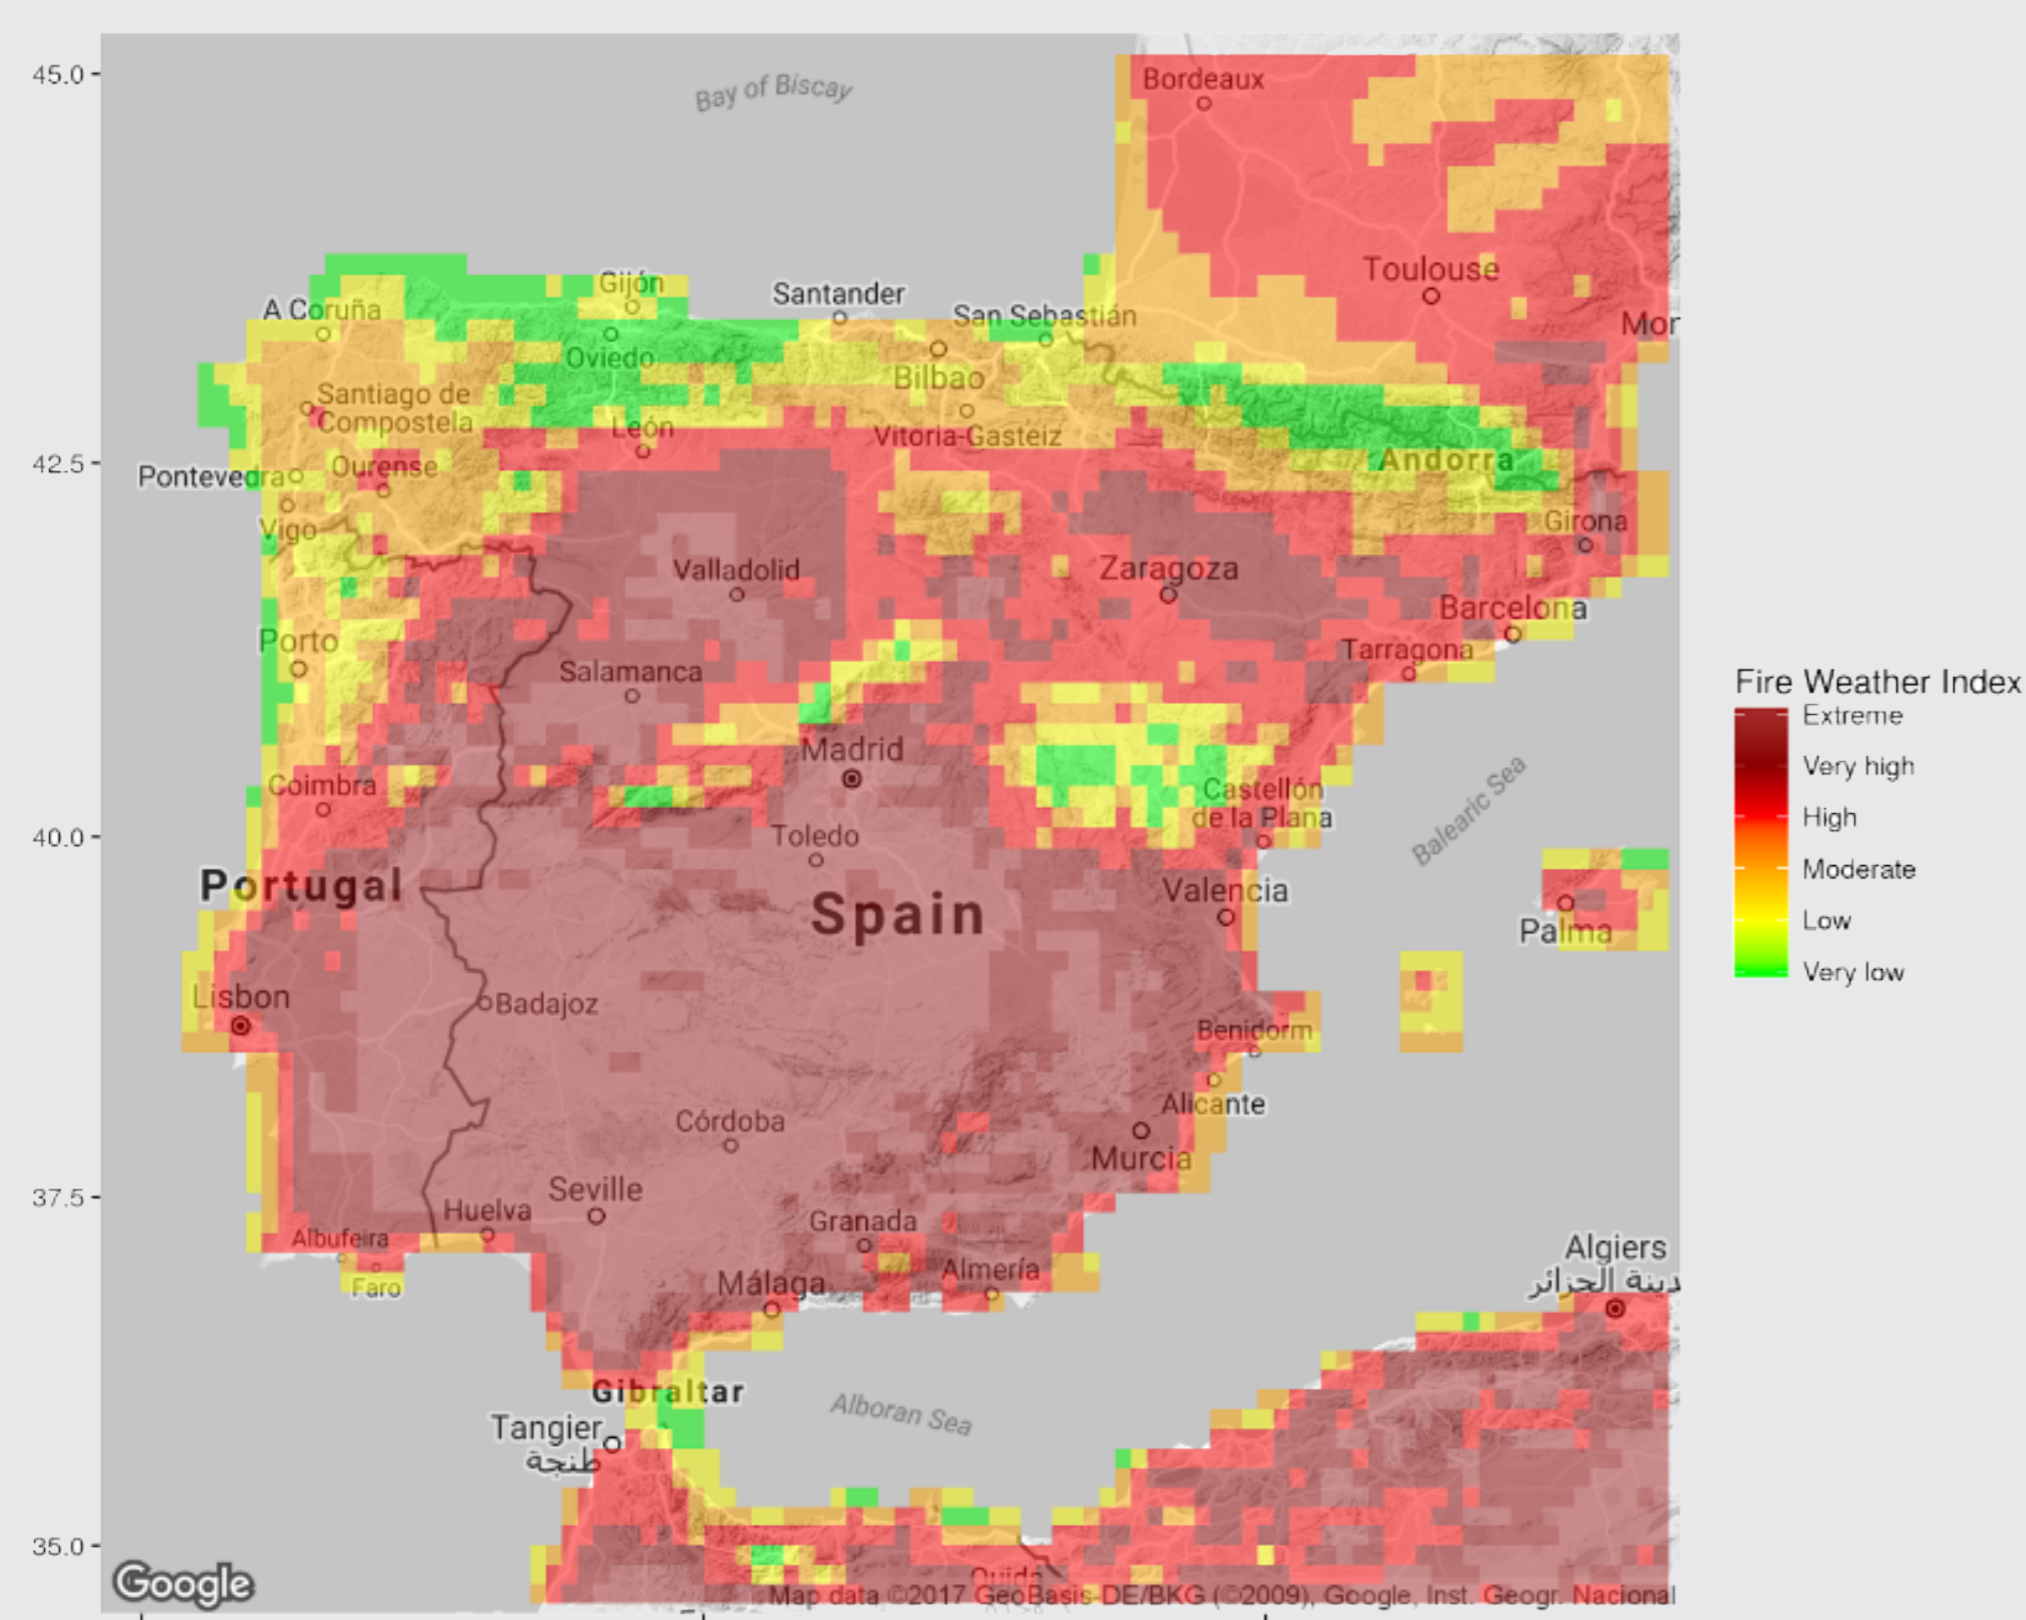 45.0
Bay of Biscay
Bordeaux
Toulouse
Gijón
Santander
A Coruña
San Sebastián
Mor
Oviedo
Bilbao
Santiago de
Compostela
León
Vitoria-Gasteiz
42.5
Pontevedra
Ourense
Andorra
Vigo
Girona
Valladolid
Zaragoza
Barcelona
Porto
Tarragona
Salamanca
Fire Weather Index
Extreme
Very high
High
Moderate
Low
Very low
Madrid
Coimbra
Castellón
de la Plana
Balearic Sea
40.0
Toledo
Portugal
Spain
Valencia
Palma
Lisbon
Badajoz
Benidorm
Alicante
Córdoba
Murcia
37.5
Seville
Huelva
Granada
Albufeira
Algiers
مدينة الجزائر
Almería
Málaga
Faro
Gibraltar
Alboran Sea
Tangier
طنجة
35.0
Google
Map data ©2017 GeoBasis-DE/BKG (©2009), Google, Inst. Geogr. Nacional